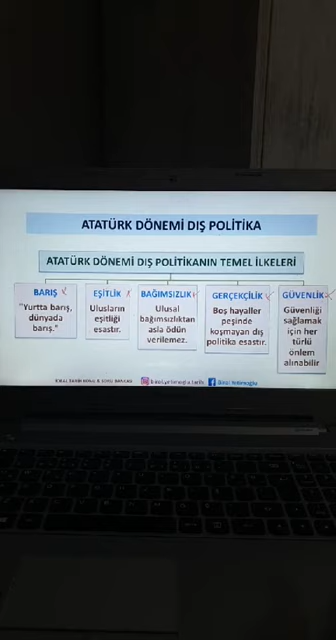 ATATÜRK DÖNEMİ DIŞ POLİTİKA
ATATÜRK DÖNEMİ DIŞ POLİTİKANIN TEMEL İLKELERİ
BARIŞ
"Yurtta barış,
dünyada
barış."
EŞİTLİK
Ulusların
eşitliği
esastır.
BAĞIMSIZLIK
Ulusal
bağımsızlıktan
asla ödün
verilemez.
GERÇEKÇİLİK
Boş hayaller
peşinde
koşmayan dış
politika esastır.
GÜVENLİK
Güvenliği
sağlamak
için her
türlü
önlem
alınabilir